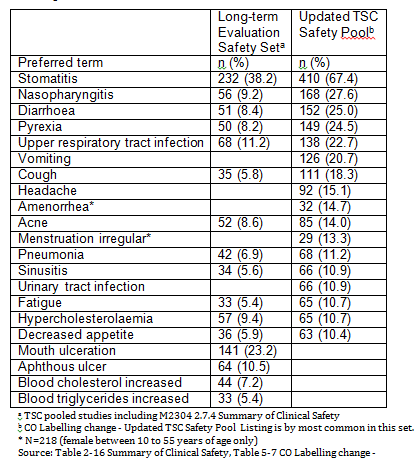 Long-term Evaluation Safety Setª Updated TSC Safety Poolᵇ
Preferred term n (%) n (%)
Stomatitis 232 (38.2) 410 (67.4)
Nasopharyngitis 56 (9.2) 168 (27.6)
Diarrhoea 51 (8.4) 152 (25.0)
Pyrexia 50 (8.2) 149 (24.5)
Upper respiratory tract infection 68 (11.2) 138 (22.7)
Vomiting 126 (20.7)
Cough 35 (5.8) 111 (18.3)
Headache 92 (15.1)
Amenorrhea* 32 (14.7)
Acne 52 (8.6) 85 (14.0)
Menstruation irregular* 29 (13.3)
Pneumonia 42 (6.9) 68 (11.2)
Sinusitis 34 (5.6) 66 (10.9)
Urinary tract infection 66 (10.9)
Fatigue 33 (5.4) 65 (10.7)
Hypercholesterolaemia 57 (9.4) 65 (10.7)
Decreased appetite 36 (5.9) 63 (10.4)
Mouth ulceration 141 (23.2)
Aphthous ulcer 64 (10.5)
Blood cholesterol increased 44 (7.2)
Blood triglycerides increased 33 (5.4)
ª TSC pooled studies including M2304 2.7.4 Summary of Clinical Safety
ᵇ CO Labelling change - Updated TSC Safety Pool Listing is by most common in this set.
* N=218 (female between 10 to 55 years of age only)
Source: Table 2-16 Summary of Clinical Safety, Table 5-7 CO Labelling change -